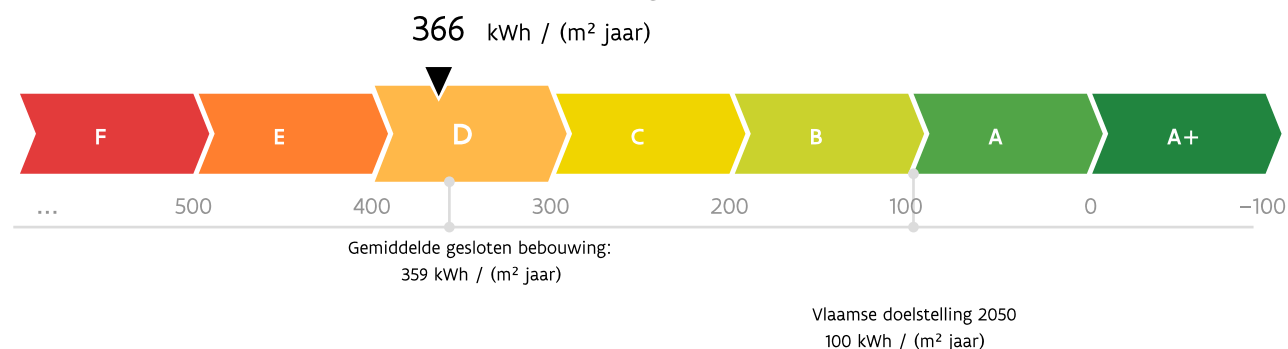 366 kWh / (m² jaar)
F E D C B A A+
... 500 400 300 200 100 0 −100
Gemiddelde gesloten bebouwing:
359 kWh / (m² jaar)
Vlaamse doelstelling 2050
100 kWh / (m² jaar)